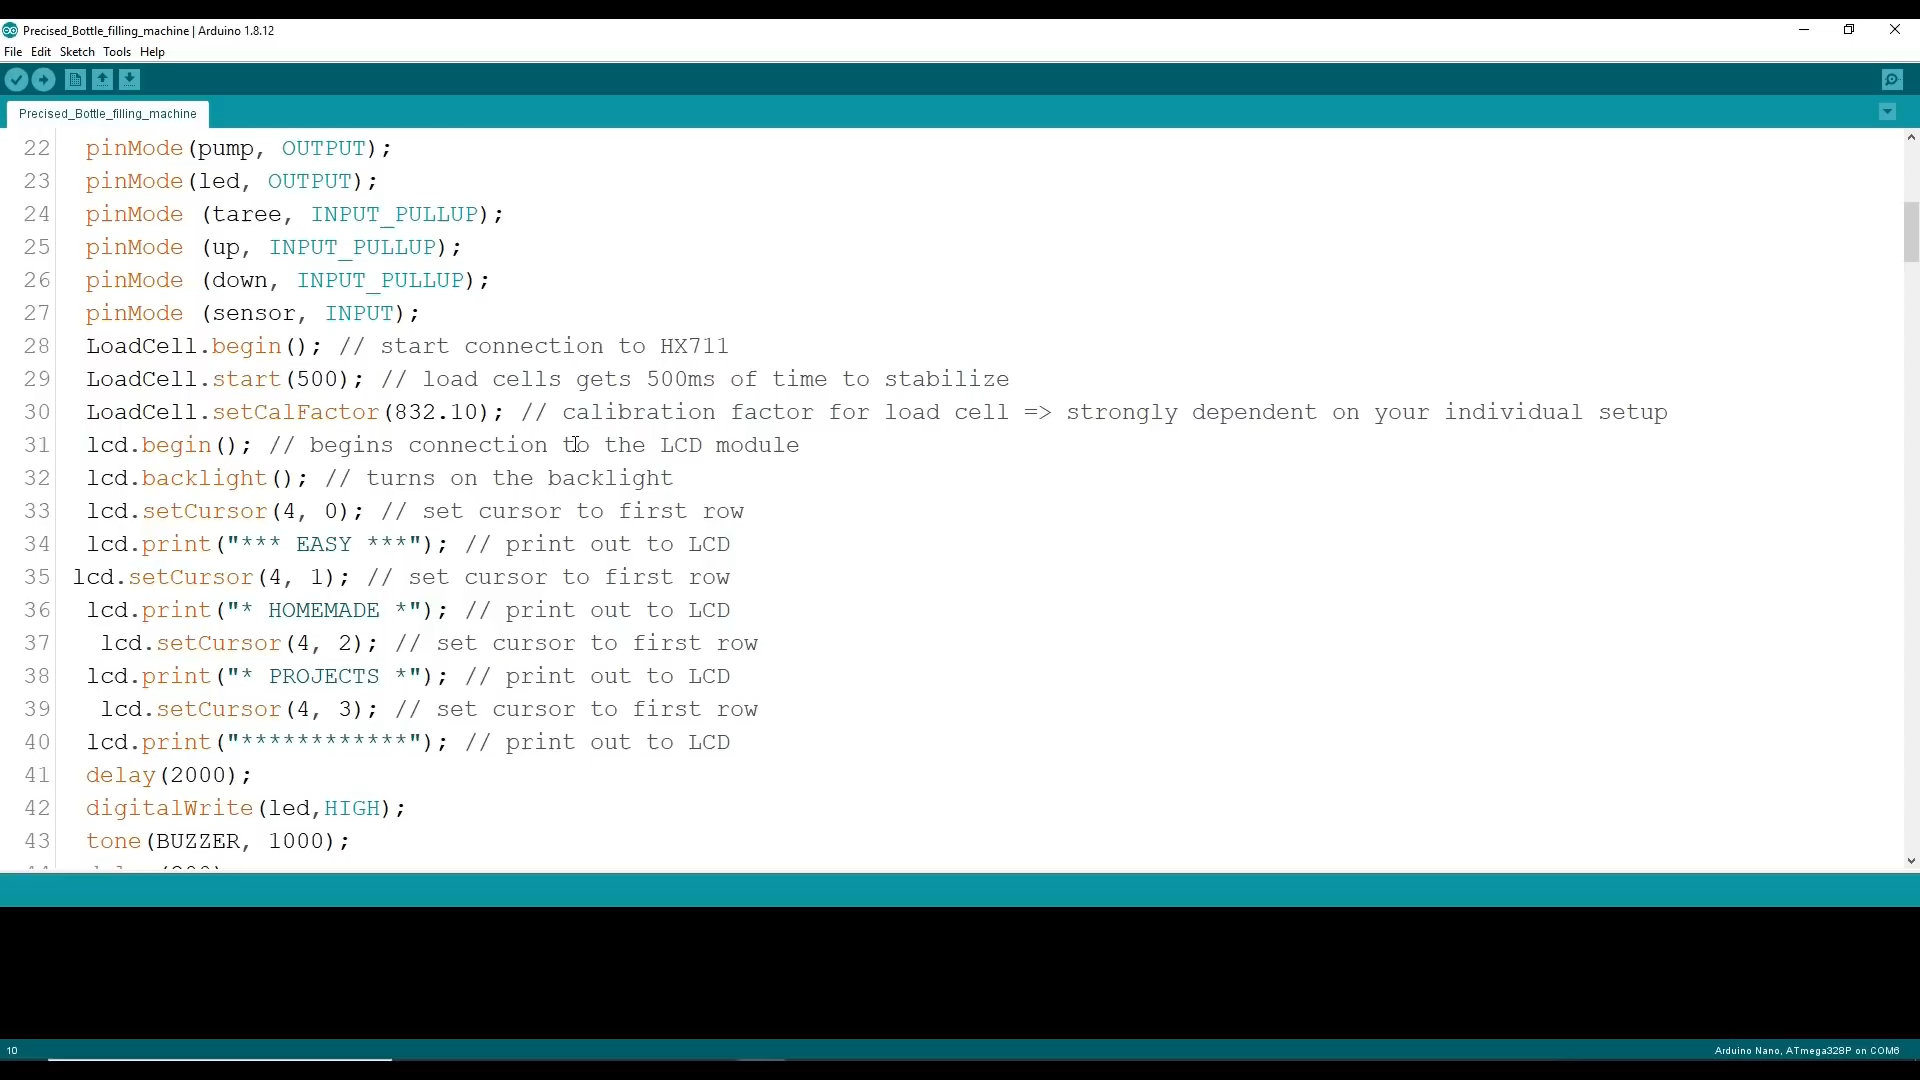 Precised_Bottle_filling_machine | Arduino 1.8.12
File Edit Sketch Tools Help
Precised_Bottle_filling_machine
22 pinMode(pump, OUTPUT);
23 pinMode(led, OUTPUT);
24 pinMode (taree, INPUT_PULLUP);
25 pinMode (up, INPUT_PULLUP);
26 pinMode (down, INPUT_PULLUP);
27 pinMode (sensor, INPUT);
28 LoadCell.begin(); // start connection to HX711
29 LoadCell.start(500); // load cells gets 500ms of time to stabilize
30 LoadCell.setCalFactor(832.10); // calibration factor for load cell => strongly dependent on your individual setup
31 lcd.begin(); // begins connection to the LCD module
32 lcd.backlight(); // turns on the backlight
33 lcd.setCursor(4, 0); // set cursor to first row
34 lcd.print("*** EASY ***"); // print out to LCD
35 lcd.setCursor(4, 1); // set cursor to first row
36 lcd.print("* HOMEMADE *"); // print out to LCD
37 lcd.setCursor(4, 2); // set cursor to first row
38 lcd.print("* PROJECTS *"); // print out to LCD
39 lcd.setCursor(4, 3); // set cursor to first row
40 lcd.print("************"); // print out to LCD
41 delay(2000);
42 digitalWrite(led,HIGH);
43 tone(BUZZER, 1000);
10
Arduino Nano, ATmega328P on COM6